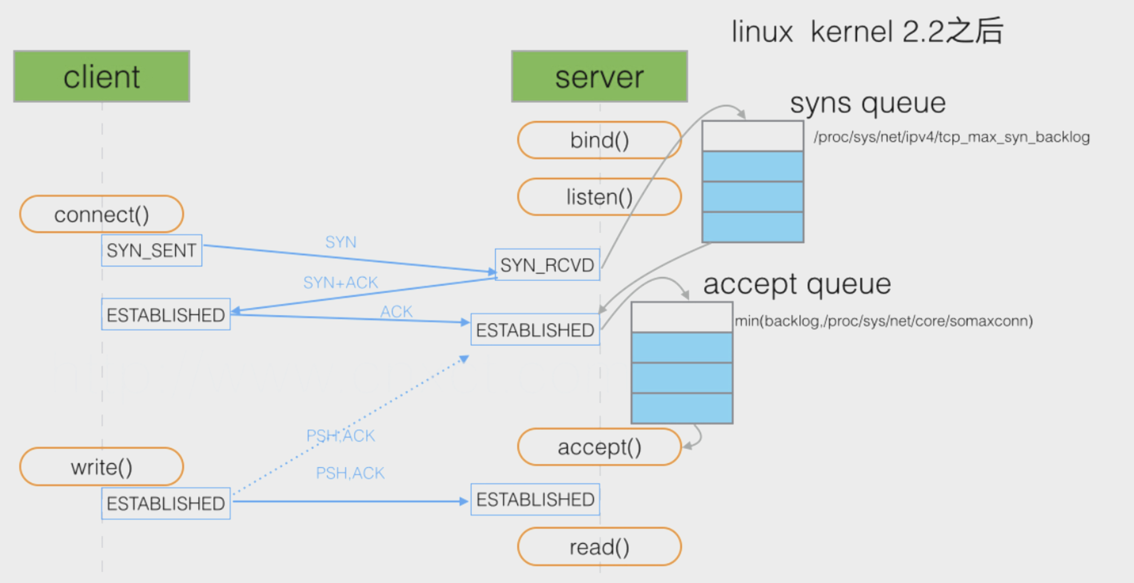 linux kernel 2.2之后
client
server
syns queue
/proc/sys/net/ipv4/tcp_max_syn_backlog
bind()
listen()
connect()
SYN_SENT
SYN
SYN_RCVD
SYN+ACK
accept queue
min(backlog,/proc/sys/net/core/somaxconn)
ESTABLISHED
ACK
ESTABLISHED
PSH,ACK
accept()
write()
PSH,ACK
ESTABLISHED
ESTABLISHED
read()